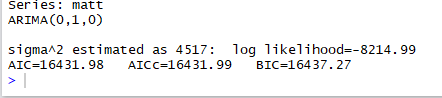 Series: matt
ARIMA(0,1,0)
sigma^2 estimated as 4517:  log likelihood=-8214.99
AIC=16431.98   AICc=16431.99   BIC=16437.27
>